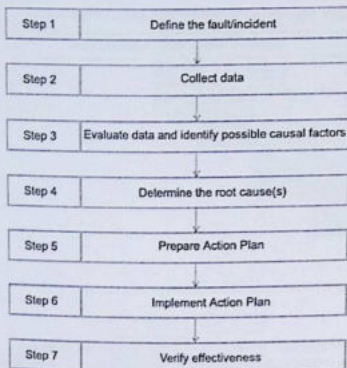 Step 1 Define the fault/incident
Step 2 Collect data
Step 3 Evaluate data and identify possible causal factors
Step 4 Determine the root cause(s)
Step 5 Prepare Action Plan
Step 6 Implement Action Plan
Step 7 Verify effectiveness